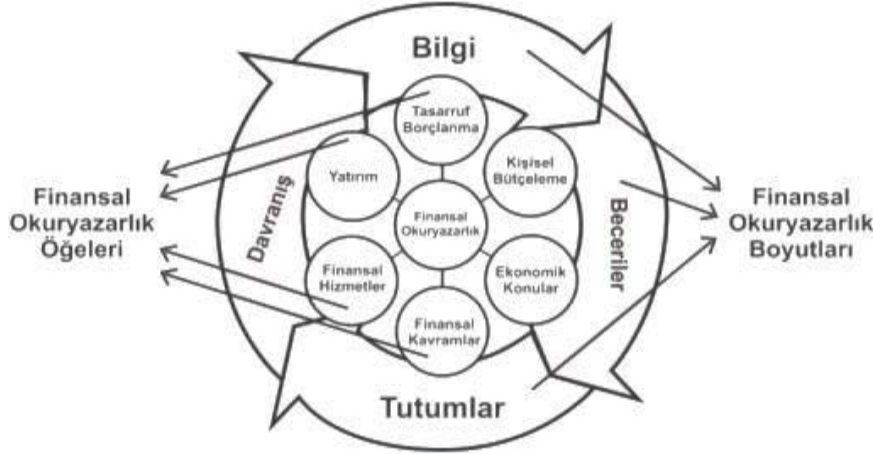 Bilgi
Tasarruf
Borçlanma
Yatırım
Kişisel
Bütçeleme
Finansal
Okuryazarlık
Öğeleri
Davranış
Finansal
Okuryazarlık
Beceriler
Finansal
Okuryazarlık
Boyutları
Finansal
Hizmetler
Ekonomik
Konular
Finansal
Kavramlar
Tutumlar